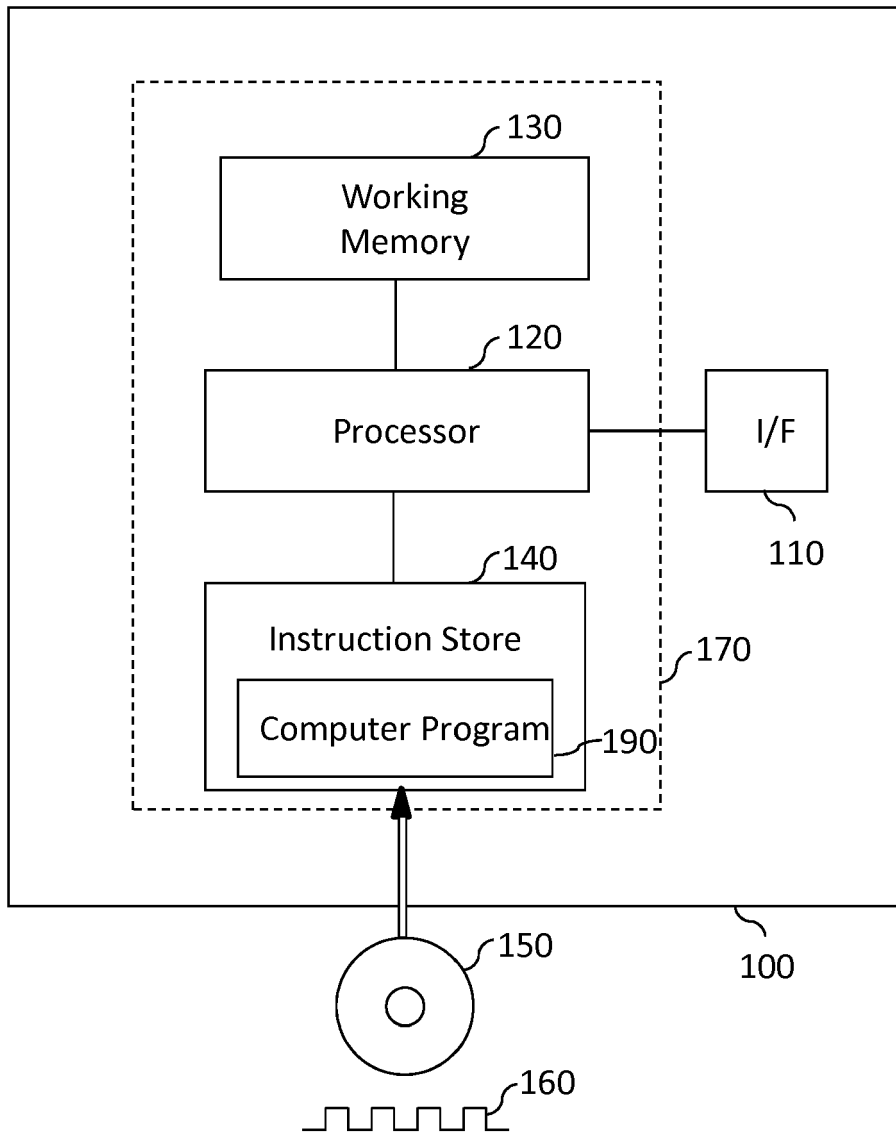 130
Working
Memory
120
Processor
I/F
110
140
Instruction Store
170
Computer Program
190
150
100
160